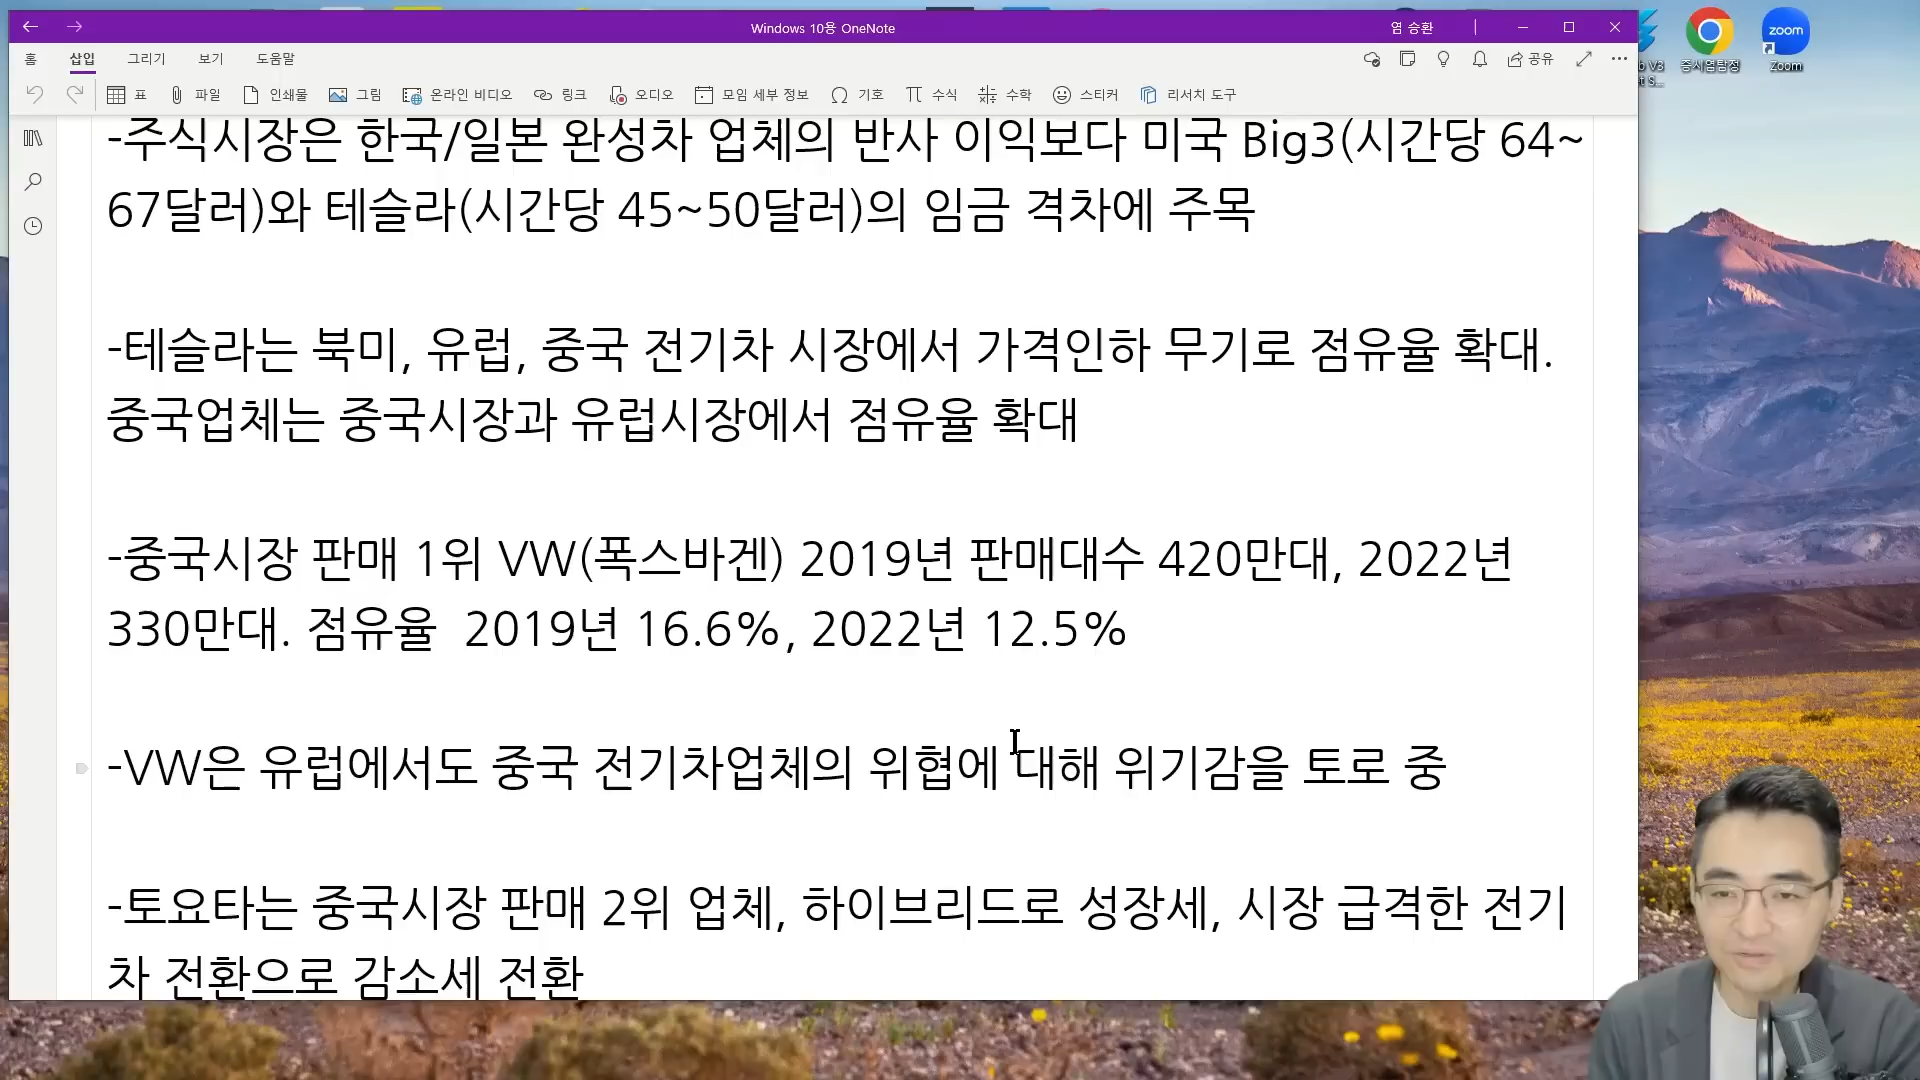 Windows 10용 OneNote
염 승환
홈 삽입 그리기 보기 도움말
공유
표 파일 인쇄물 그림 온라인 비디오 링크 오디오 모임 세부 정보 기호 수식 수학 스티커 리서치 도구
-주식시장은 한국/일본 완성차 업체의 반사 이익보다 미국 Big3(시간당 64~
67달러)와 테슬라(시간당 45~50달러)의 임금 격차에 주목
-테슬라는 북미, 유럽, 중국 전기차 시장에서 가격인하 무기로 점유율 확대.
중국업체는 중국시장과 유럽시장에서 점유율 확대
-중국시장 판매 1위 VW(폭스바겐) 2019년 판매대수 420만대, 2022년
330만대. 점유율  2019년 16.6%, 2022년 12.5%
-VW은 유럽에서도 중국 전기차업체의 위협에 대해 위기감을 토로 중
-토요타는 중국시장 판매 2위 업체, 하이브리드로 성장세, 시장 급격한 전기
차 전환으로 감소세 전환
b V3
증시염탐정
zoom
Zoom